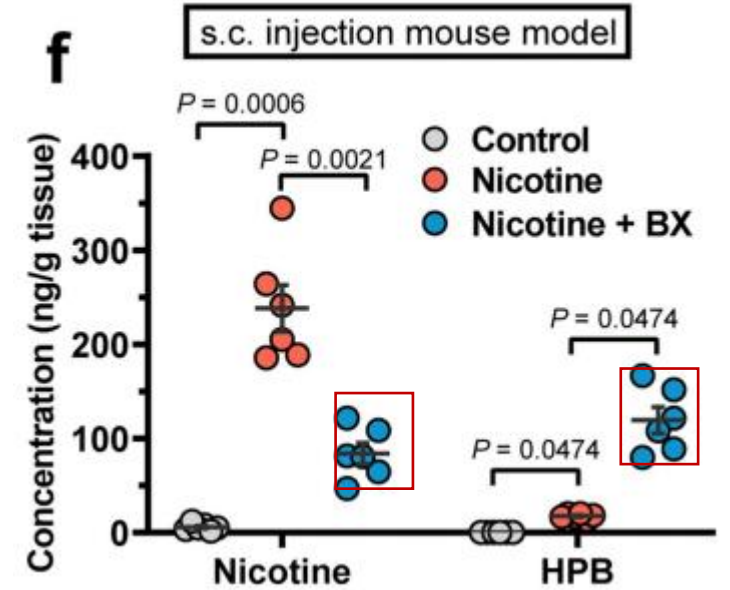 f
s.c. injection mouse model
P = 0.0006
P = 0.0021
Control
Nicotine
Nicotine + BX
Concentration (ng/g tissue)
400
300
200
100
0
P = 0.0474
P = 0.0474
Nicotine
HPB